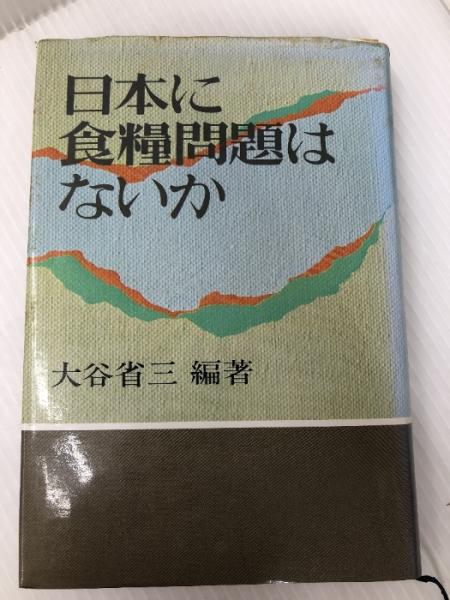 日本に
食糧問題は
ないか
大谷省三 編著